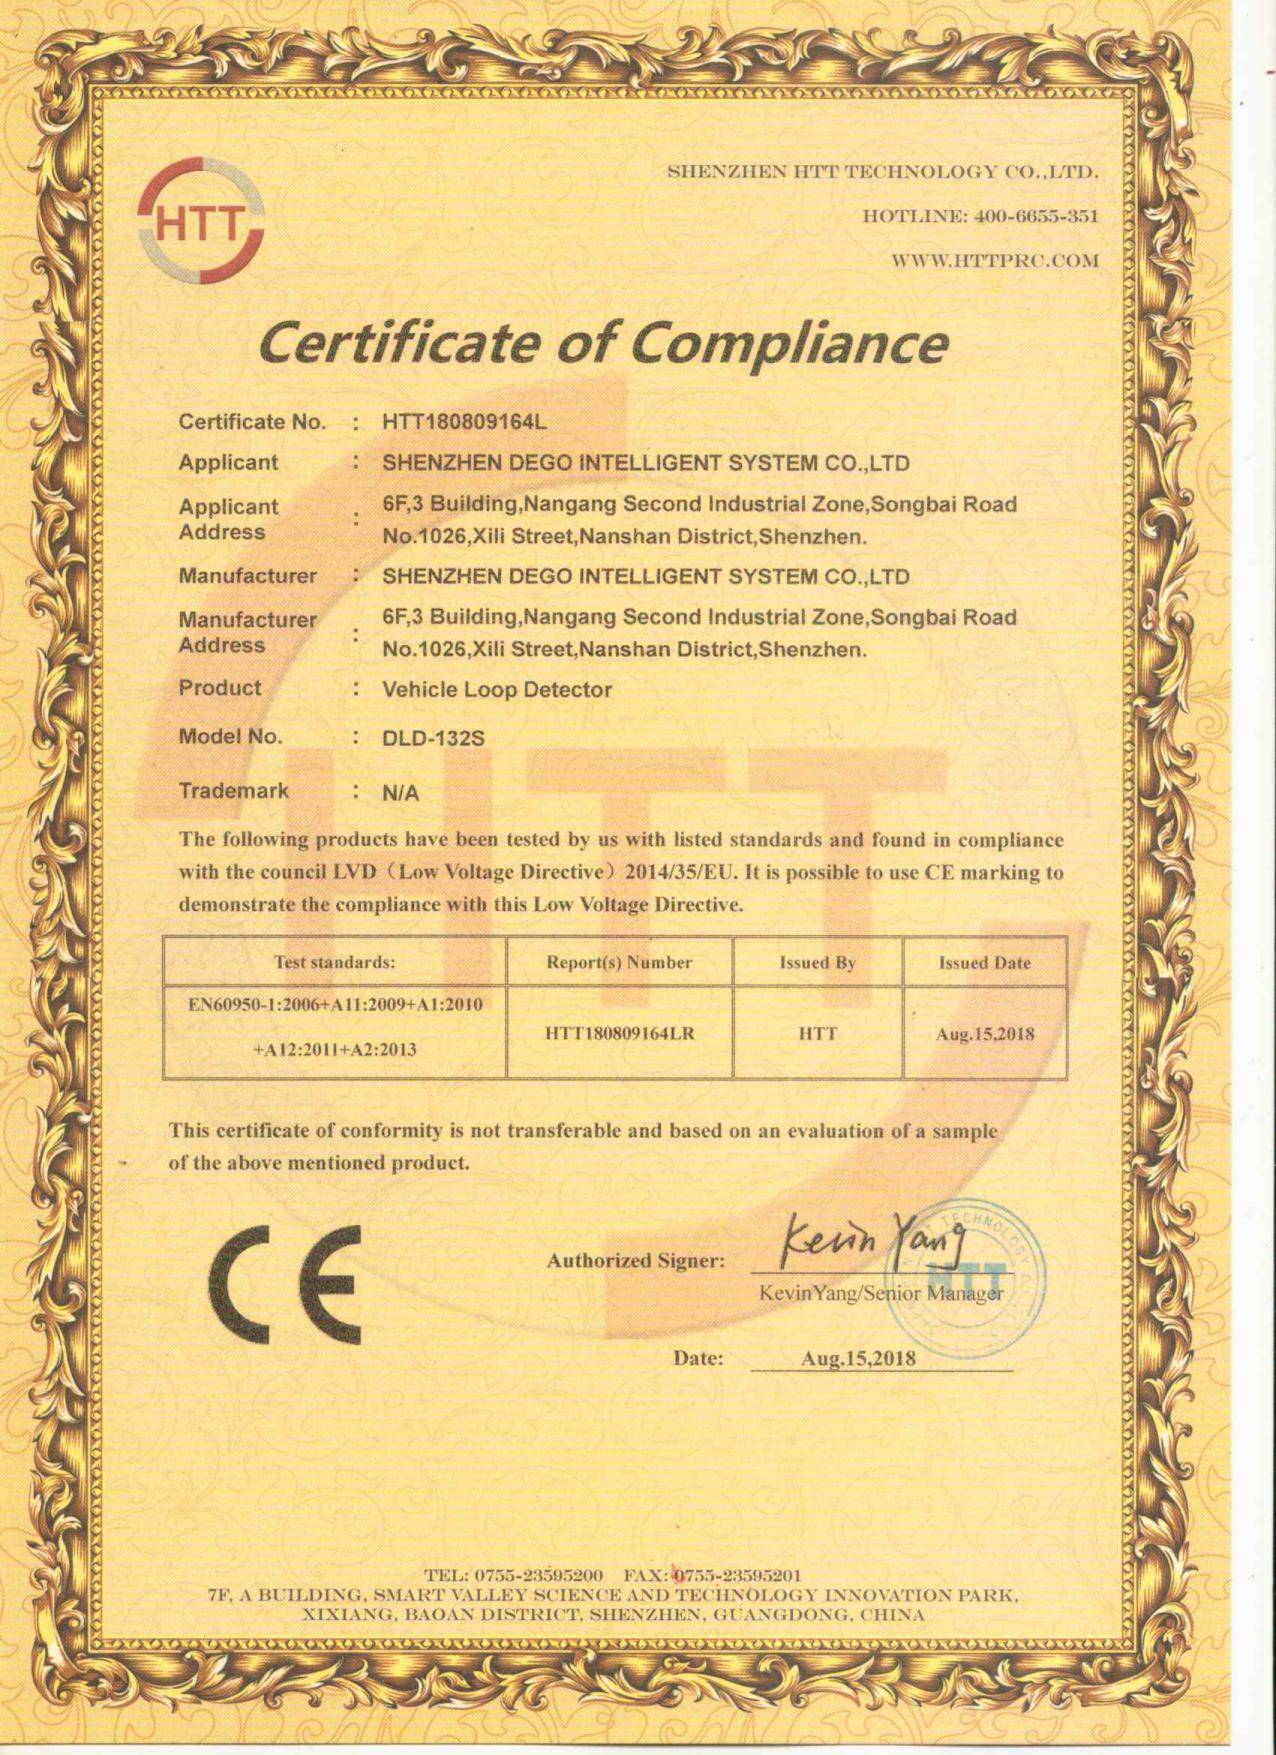 HTT
SHENZHEN HTT TECHNOLOGY CO.,LTD.
HOTLINE: 400-6655-351
WWW.HTTPRC.COM
Certificate of Compliance
Certificate No. : HTT180809164L
Applicant : SHENZHEN DEGO INTELLIGENT SYSTEM CO.,LTD
Applicant Address : 6F,3 Building,Nangang Second Industrial Zone,Songbai Road
No.1026,Xili Street,Nanshan District,Shenzhen.
Manufacturer : SHENZHEN DEGO INTELLIGENT SYSTEM CO.,LTD
Manufacturer Address : 6F,3 Building,Nangang Second Industrial Zone,Songbai Road
No.1026,Xili Street,Nanshan District,Shenzhen.
Product : Vehicle Loop Detector
Model No. : DLD-132S
Trademark : N/A
HTT
The following products have been tested by us with listed standards and found in compliance
with the council LVD（Low Voltage Directive）2014/35/EU. It is possible to use CE marking to
demonstrate the compliance with this Low Voltage Directive.
Test standards: Report(s) Number Issued By Issued Date
EN60950-1:2006+A11:2009+A1:2010
+A12:2011+A2:2013 HTT180809164LR HTT Aug.15,2018
This certificate of conformity is not transferable and based on an evaluation of a sample
of the above mentioned product.
CE
Authorized Signer: Kevin Yang
KevinYang/Senior Manager
HTT TECHNOLOGY
HTT
Date: Aug.15,2018
TEL: 0755-23595200 FAX: 0755-23595201
7F, A BUILDING, SMART VALLEY SCIENCE AND TECHNOLOGY INNOVATION PARK,
XIXIANG, BAOAN DISTRICT, SHENZHEN, GUANGDONG, CHINA